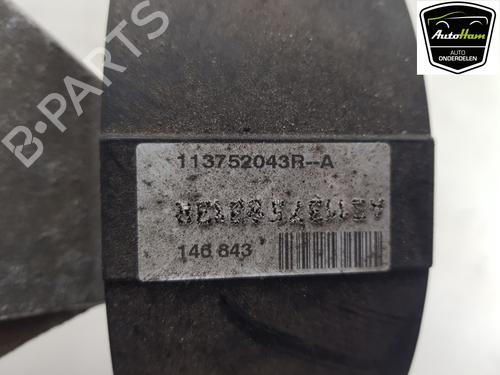 AutoHam
AUTO
ONDERDELEN
B-PARTS
113752043R--A
146 843